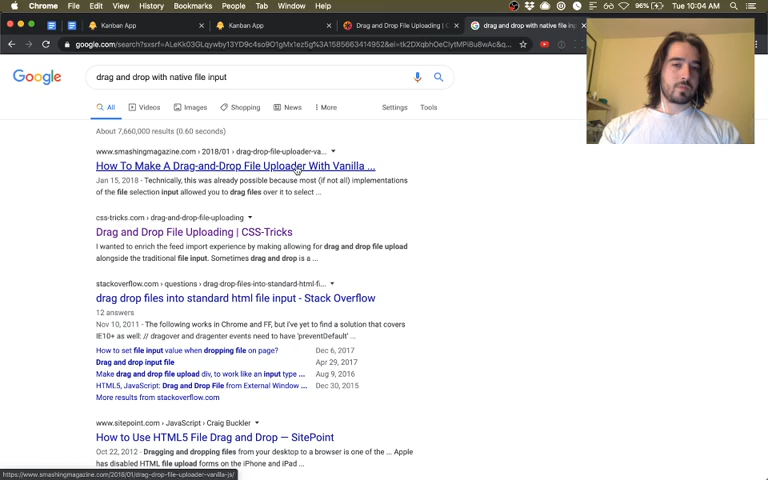 Chrome File Edit View History Bookmarks People Tab Window Help
96%
Tue 10:04 AM
Kanban App
Kanban App
Drag and Drop File Uploading | C
drag and drop with native file in
google.com/search?sxsrf=ALeKk03GLqywby13YD9c4so9O1gMx1ez5g%3A1585663414952&ei=tk2DXqbhOeClytMPi8u8wAc&q...
Google
drag and drop with native file input
All
Videos
Images
Shopping
News
More
Settings
Tools
About 7,660,000 results (0.60 seconds)
www.smashingmagazine.com › 2018/01 › drag-drop-file-uploader-va...
How To Make A Drag-and-Drop File Uploader With Vanilla ...
Jan 15, 2018 - Technically, this was already possible because most (if not all) implementations
of the file selection input allowed you to drag files over it to select ...
css-tricks.com › drag-and-drop-file-uploading
Drag and Drop File Uploading | CSS-Tricks
I wanted to enrich the feed import experience by making allowing for drag and drop file upload
alongside the traditional file input. Sometimes drag and drop is a ...
stackoverflow.com › questions › drag-drop-files-into-standard-html-fi...
drag drop files into standard html file input - Stack Overflow
12 answers
Nov 10, 2011 - The following works in Chrome and FF, but i've yet to find a solution that covers
IE10+ as well: // dragover and dragenter events need to have 'preventDefault' ...
How to set file input value when dropping file on page? Dec 6, 2017
Drag and drop input file Apr 29, 2017
Make drag and drop file upload div, to work like an input type ... Aug 9, 2016
HTML5, JavaScript: Drag and Drop File from External Window ... Dec 30, 2015
More results from stackoverflow.com
www.sitepoint.com › JavaScript › Craig Buckler
How to Use HTML5 File Drag and Drop — SitePoint
Oct 22, 2012 - Dragging and dropping files from your desktop to a browser is one of the ... Apple
has disabled HTML file upload forms on the iPhone and iPad ...
https://www.smashingmagazine.com/2018/01/drag-drop-file-uploader-vanilla-js/